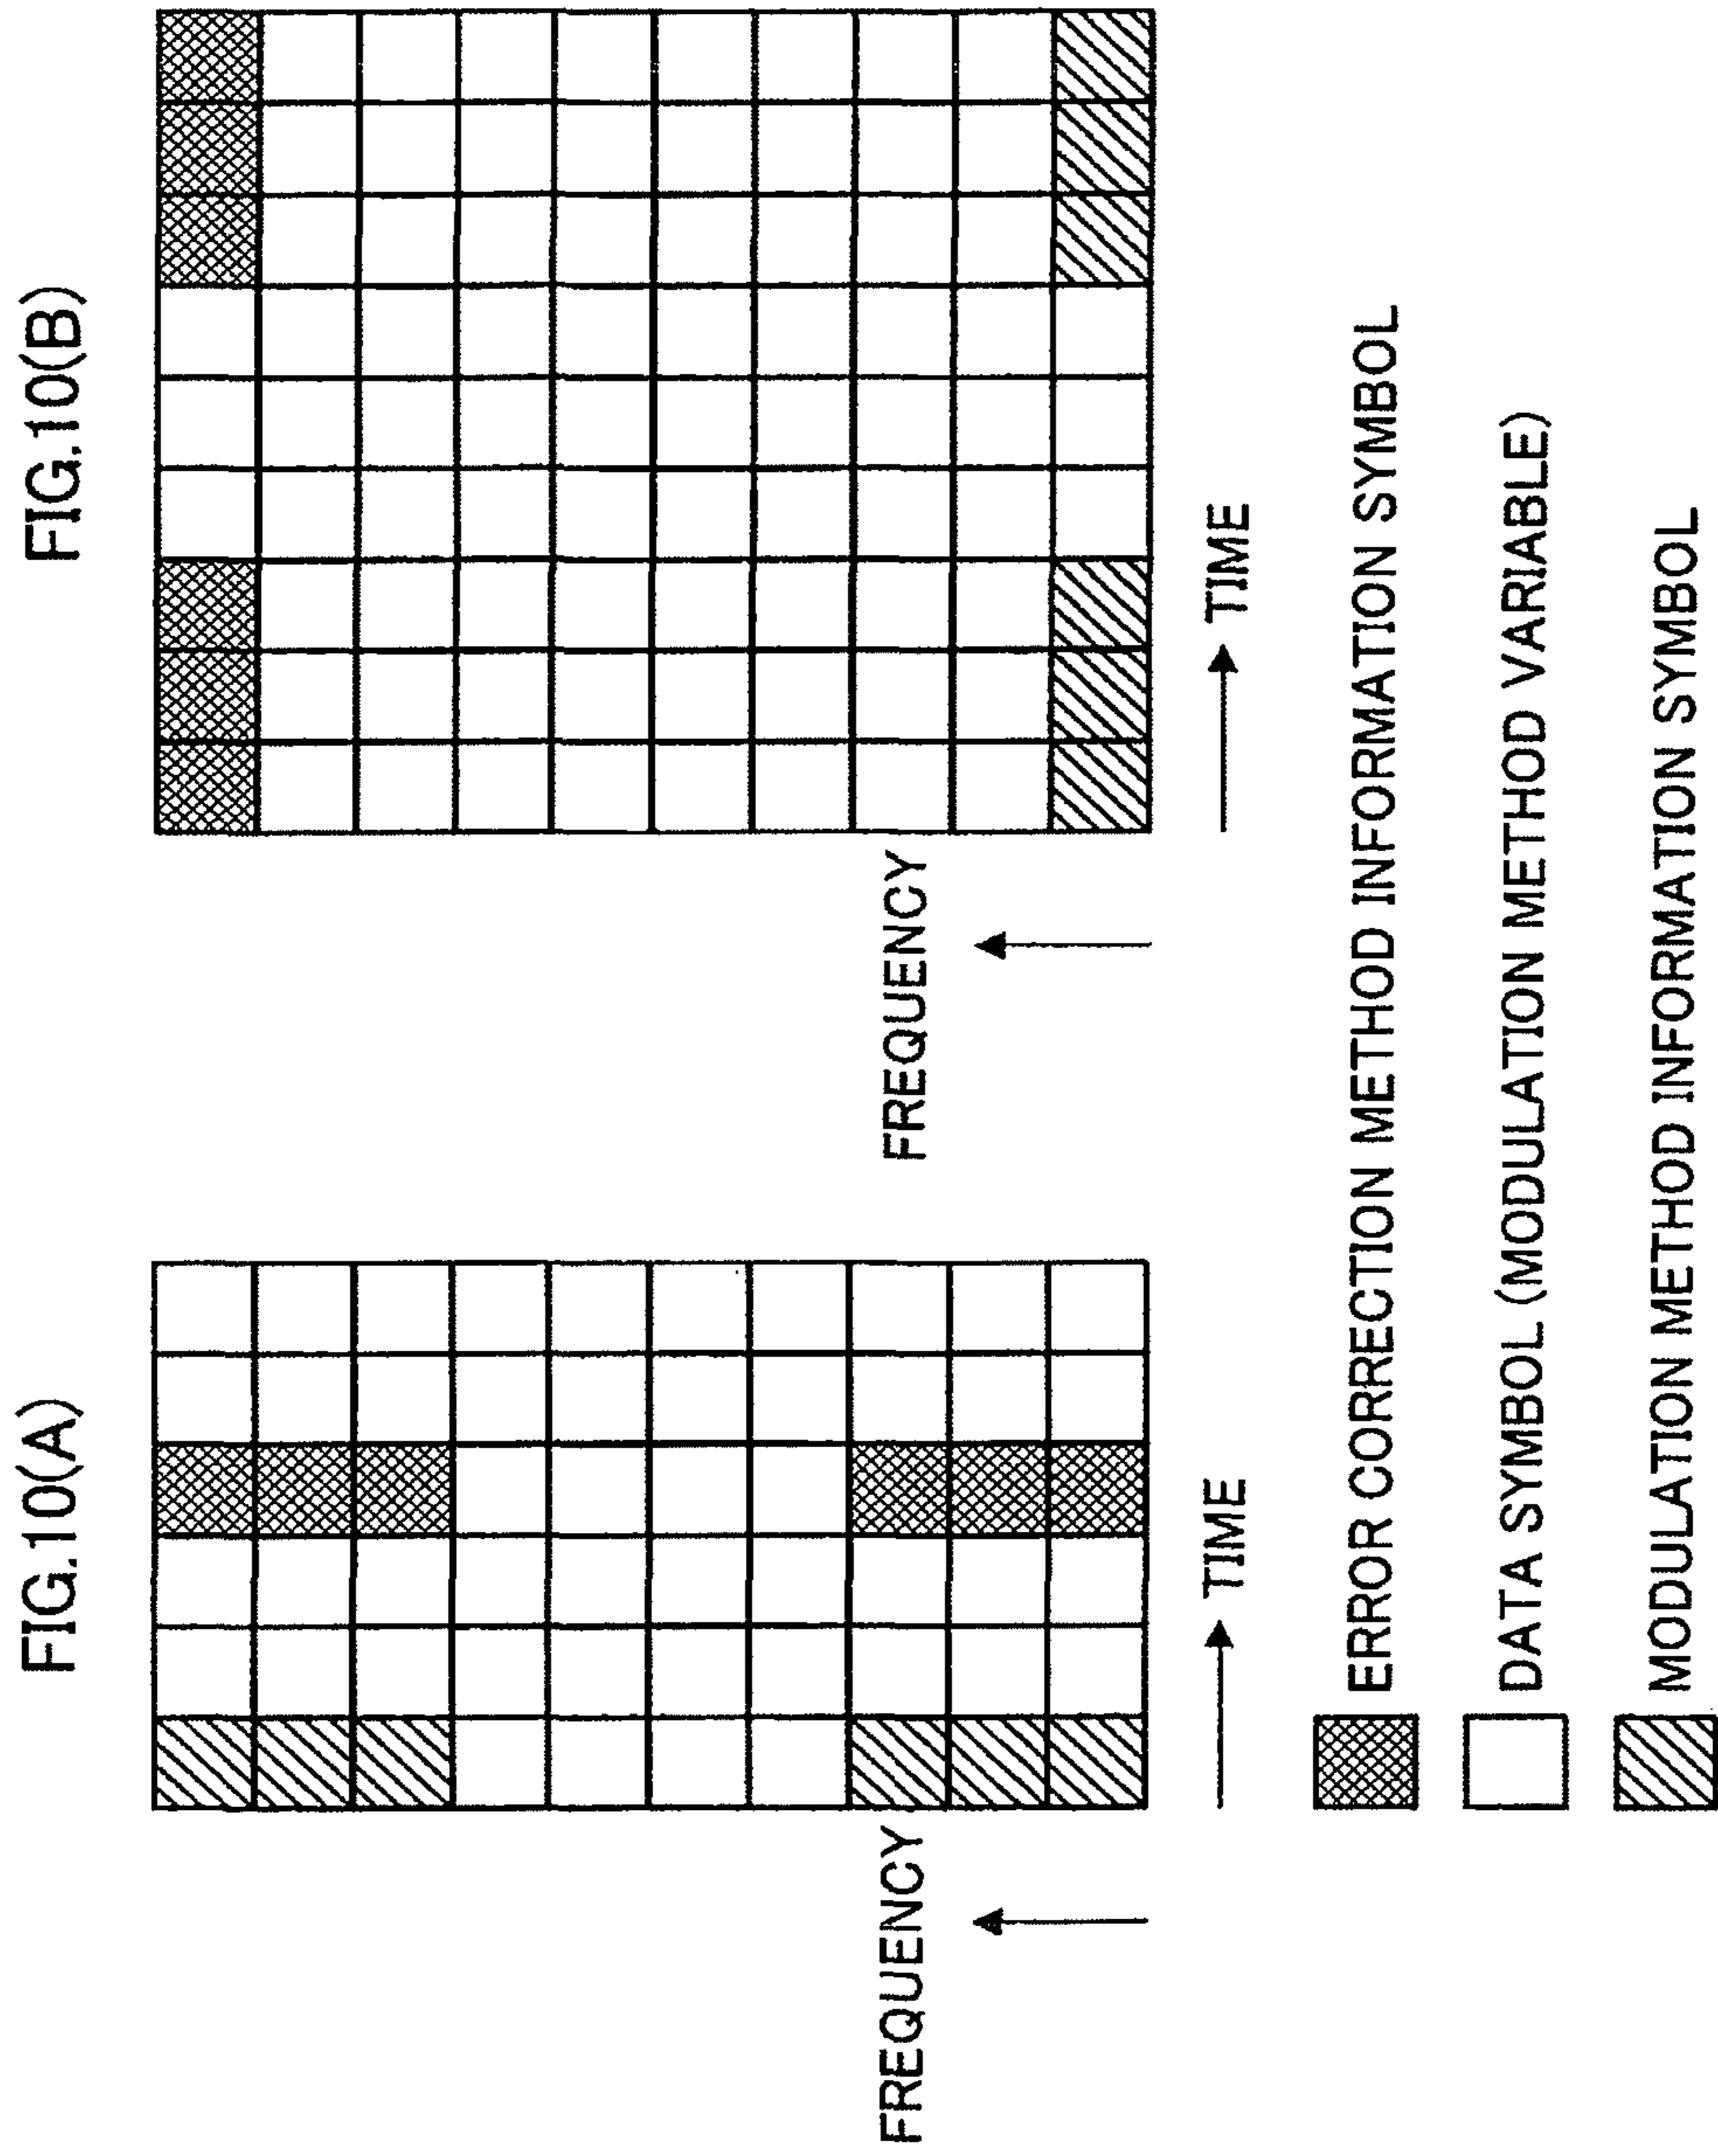 FIG.10(A)
FREQUENCY
TIME
FIG.10(B)
FREQUENCY
TIME
ERROR CORRECTION METHOD INFORMATION SYMBOL
DATA SYMBOL (MODULATION METHOD VARIABLE)
MODULATION METHOD INFORMATION SYMBOL